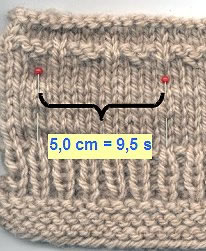 5,0 cm = 9,5 s